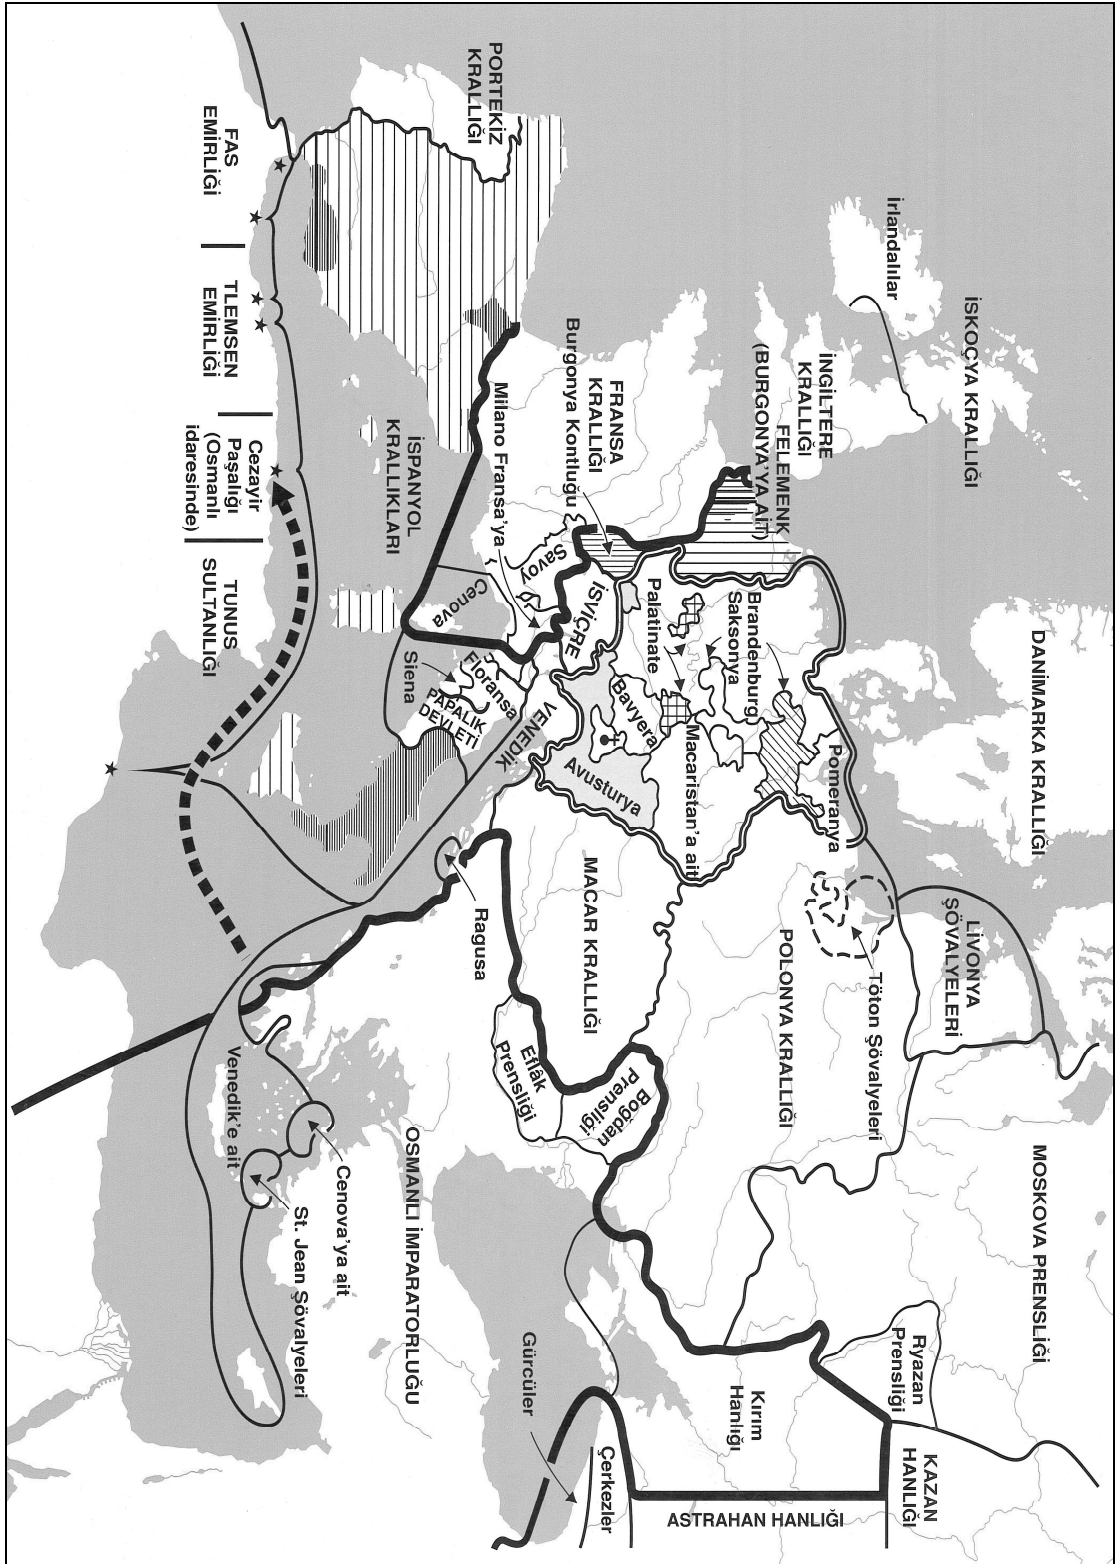 İSKOÇYA KRALLIĞI
İrlandalılar
İNGİLTERE
KRALLIĞI
FELEMENK
(BURGONYA'YA AİT)
DANİMARKA KRALLIĞI
LİVONYA
ŞÖVALYELERİ
MOSKOVA PRENSLİĞİ
Ryazan
Prensliği
KAZAN
HANLIĞI
ASTRAHAN HANLIĞI
Kırım
Hanlığı
Töton Şövalyeleri
POLONYA KRALLIĞI
Pomeranya
Brandenburg
Saksonya
Palatinate
Macaristan'a ait
Bavyera
Avusturya
FRANSA
KRALLIĞI
Burgonya Kontluğu
Milano Fransa'ya
İSVİÇRE
Savoy
MACAR KRALLIĞI
Boğdan
Prensliği
Eflâk
Prensliği
Çerkezler
Gürcüler
PORTEKİZ
KRALLIĞI
İSPANYOL
KRALLIKLARI
Cenova
VENEDİK
Floransa
Siena
PAPALIK
DEVLETİ
Ragusa
OSMANLI İMPARATORLUĞU
Cenova'ya ait
St. Jean Şövalyeleri
Venedik'e ait
FAS
EMİRLİĞİ
TLEMSEN
EMİRLİĞİ
Cezayir
Paşalığı
(Osmanlı
idaresinde)
TUNUS
SULTANLIĞI